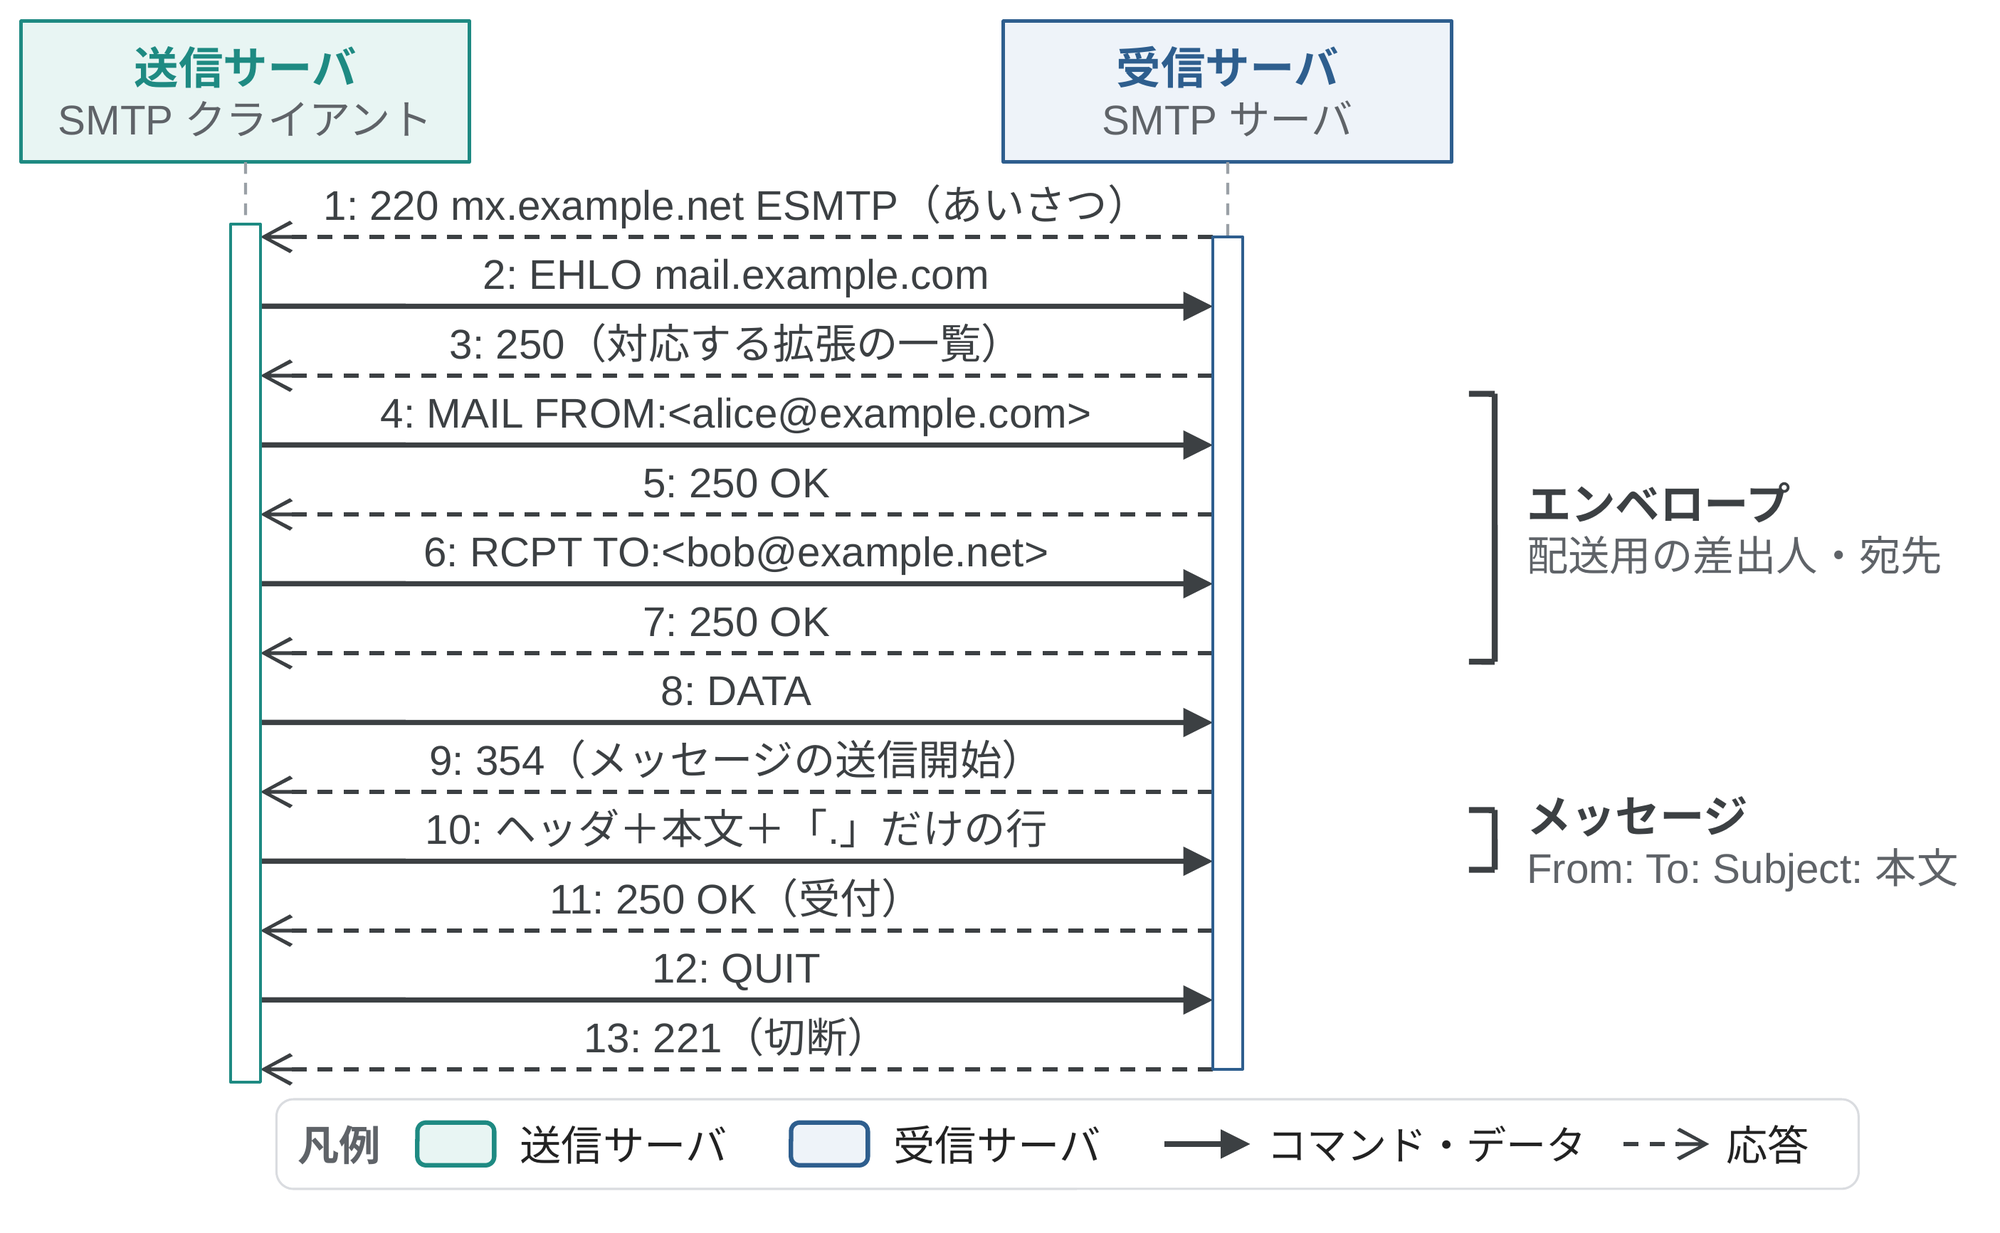 送信サーバ
SMTP クライアント
受信サーバ
SMTP サーバ
1: 220 mx.example.net ESMTP（あいさつ）
2: EHLO mail.example.com
3: 250（対応する拡張の一覧）
4: MAIL FROM:<alice@example.com>
5: 250 OK
6: RCPT TO:<bob@example.net>
7: 250 OK
8: DATA
9: 354（メッセージの送信開始）
10: ヘッダ＋本文＋「.」だけの行
11: 250 OK（受付）
12: QUIT
13: 221（切断）
エンベロープ
配送用の差出人・宛先
メッセージ
From: To: Subject: 本文
凡例
送信サーバ
受信サーバ
コマンド・データ
応答